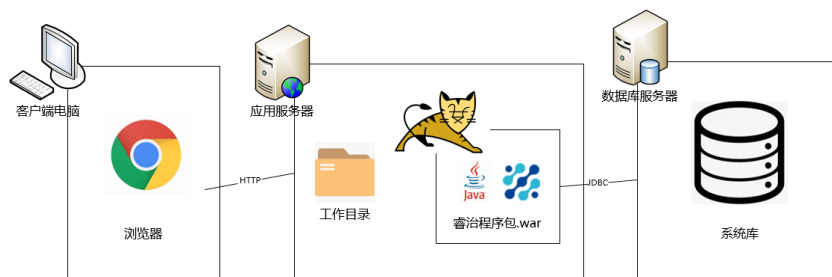 客户端电脑
浏览器
HTTP
应用服务器
工作目录
Java
睿治程序包.war
JDBC
数据库服务器
系统库